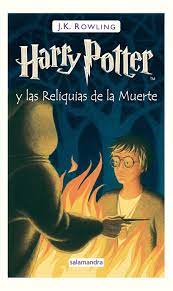 J.K. ROWLING
Harry Potter
y las Reliquias de la Muerte
salamandra